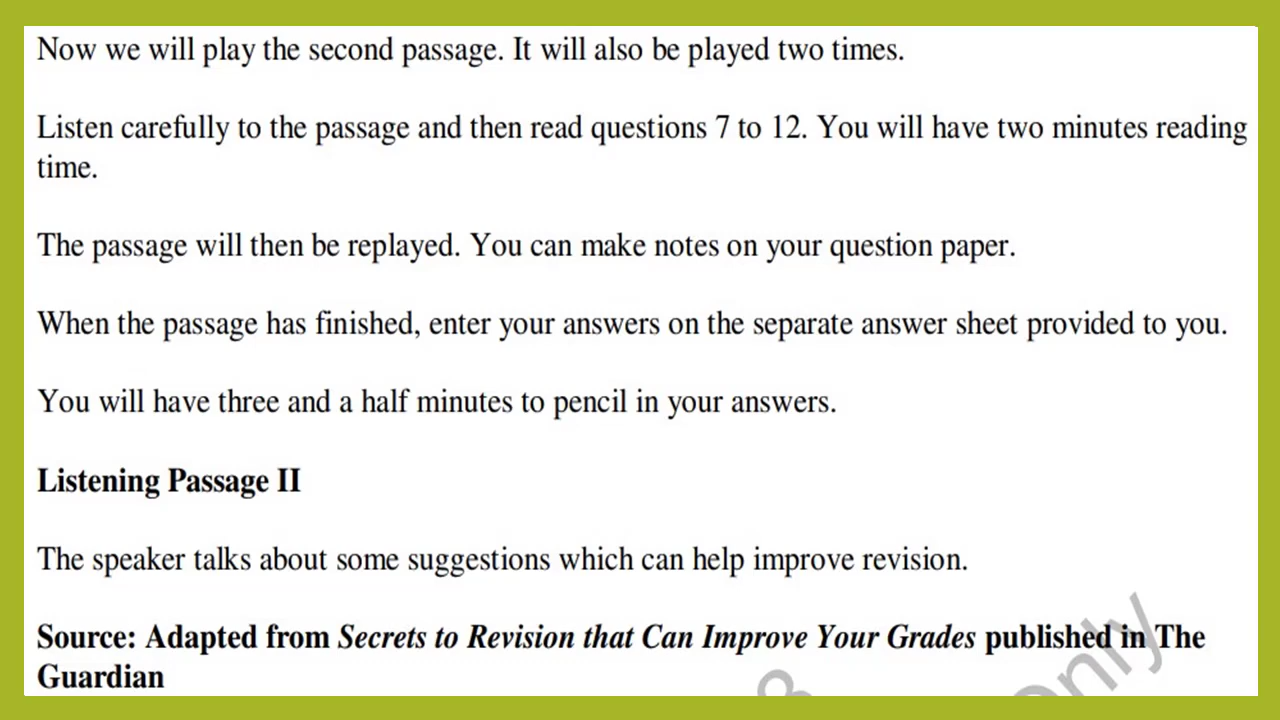 Now we will play the second passage. It will also be played two times.
Listen carefully to the passage and then read questions 7 to 12. You will have two minutes reading
time.
The passage will then be replayed. You can make notes on your question paper.
When the passage has finished, enter your answers on the separate answer sheet provided to you.
You will have three and a half minutes to pencil in your answers.
Listening Passage II
The speaker talks about some suggestions which can help improve revision.
Source: Adapted from Secrets to Revision that Can Improve Your Grades published in The
Guardian